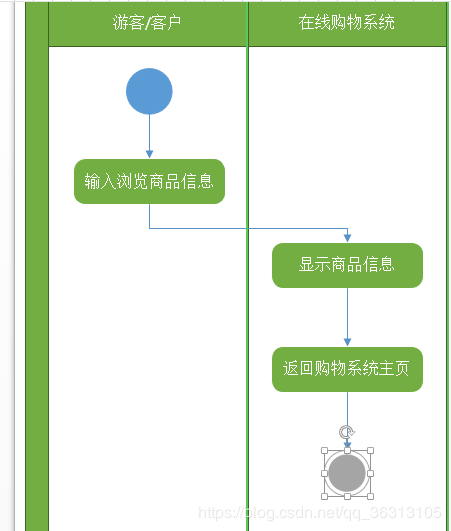 游客/客户
在线购物系统
输入浏览商品信息
显示商品信息
返回购物系统主页
https://blog.csdn.net/qq_36313105